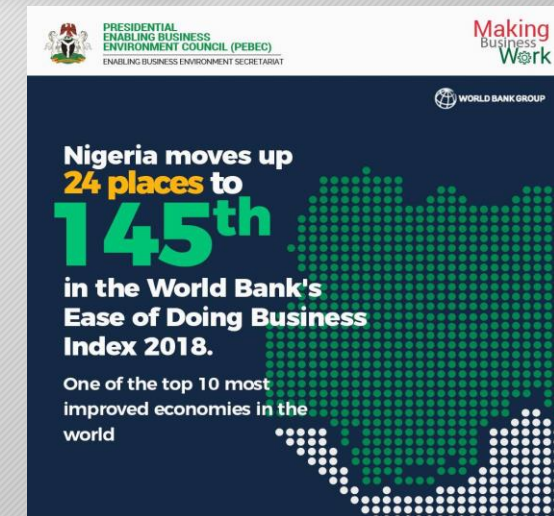 PRESIDENTIAL
ENABLING BUSINESS
ENVIRONMENT COUNCIL (PEBEC)
ENABLING BUSINESS ENVIRONMENT SECRETARIAT
Making
Business
Work
WORLD BANK GROUP
Nigeria moves up
24 places to
145th
in the World Bank's
Ease of Doing Business
Index 2018.
One of the top 10 most
improved economies in the
world